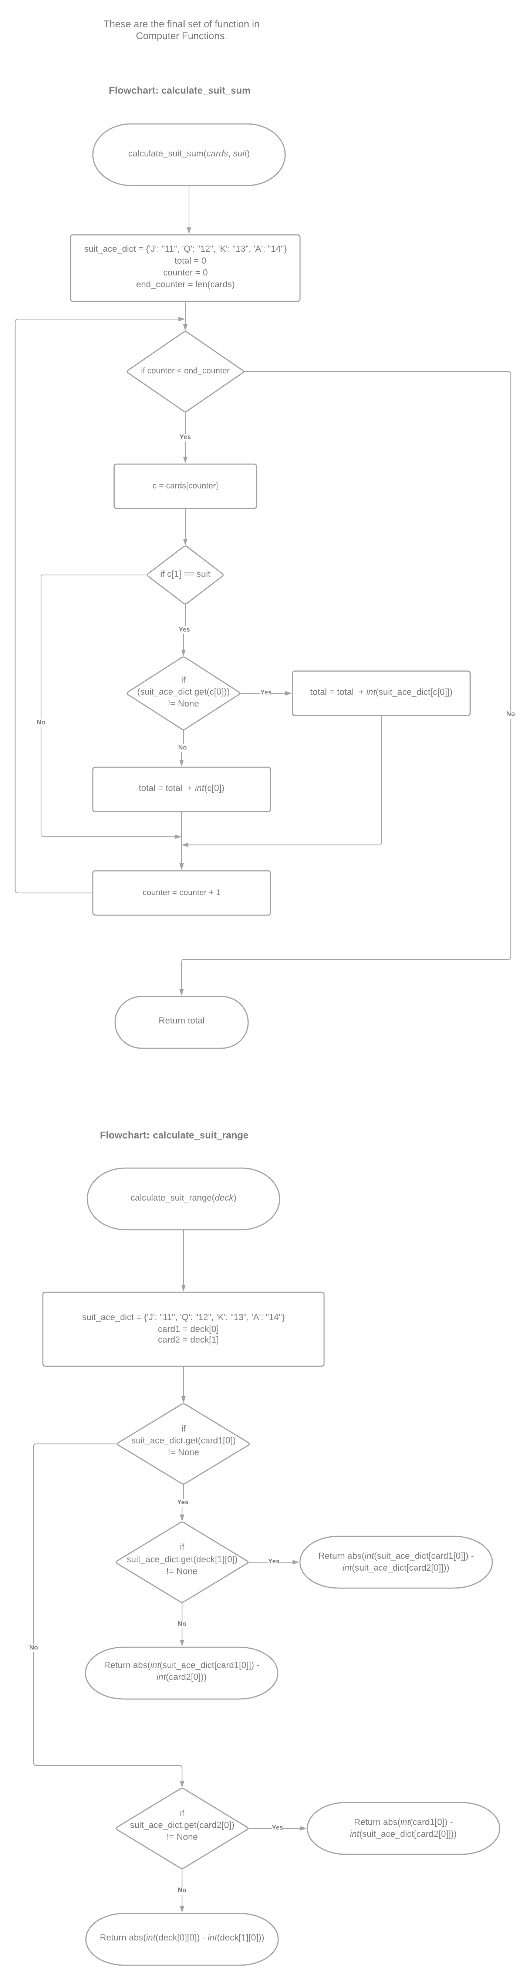 These are the final set of function in
Computer Functions.
Flowchart: calculate_suit_sum
calculate_suit_sum(cards, suit)
suit_ace_dict = {'J': "11", 'Q': "12", 'K': "13", 'A': "14"}
total = 0
counter = 0
end_counter = len(cards)
if counter < end_counter
Yes
c = cards[counter]
if c[1] == suit
Yes
if
(suit_ace_dict.get(c[0]))
!= None
Yes
total = total + int(suit_ace_dict[c[0]])
No
No
No
total = total + int(c[0])
counter = counter + 1
Return total
Flowchart: calculate_suit_range
calculate_suit_range(deck)
suit_ace_dict = {'J': "11", 'Q': "12", 'K': "13", 'A': "14"}
card1 = deck[0]
card2 = deck[1]
if
suit_ace_dict.get(card1[0])
!= None
Yes
if
suit_ace_dict.get(deck[1][0])
!= None
Yes
Return abs(int(suit_ace_dict[card1[0]]) -
int(suit_ace_dict[card2[0]]))
No
No
Return abs(int(suit_ace_dict[card1[0]]) -
int(card2[0]))
if
suit_ace_dict.get(card2[0])
!= None
Yes
Return abs(int(card1[0]) -
int(suit_ace_dict[card2[0]]))
No
Return abs(int(deck[0][0]) - int(deck[1][0]))